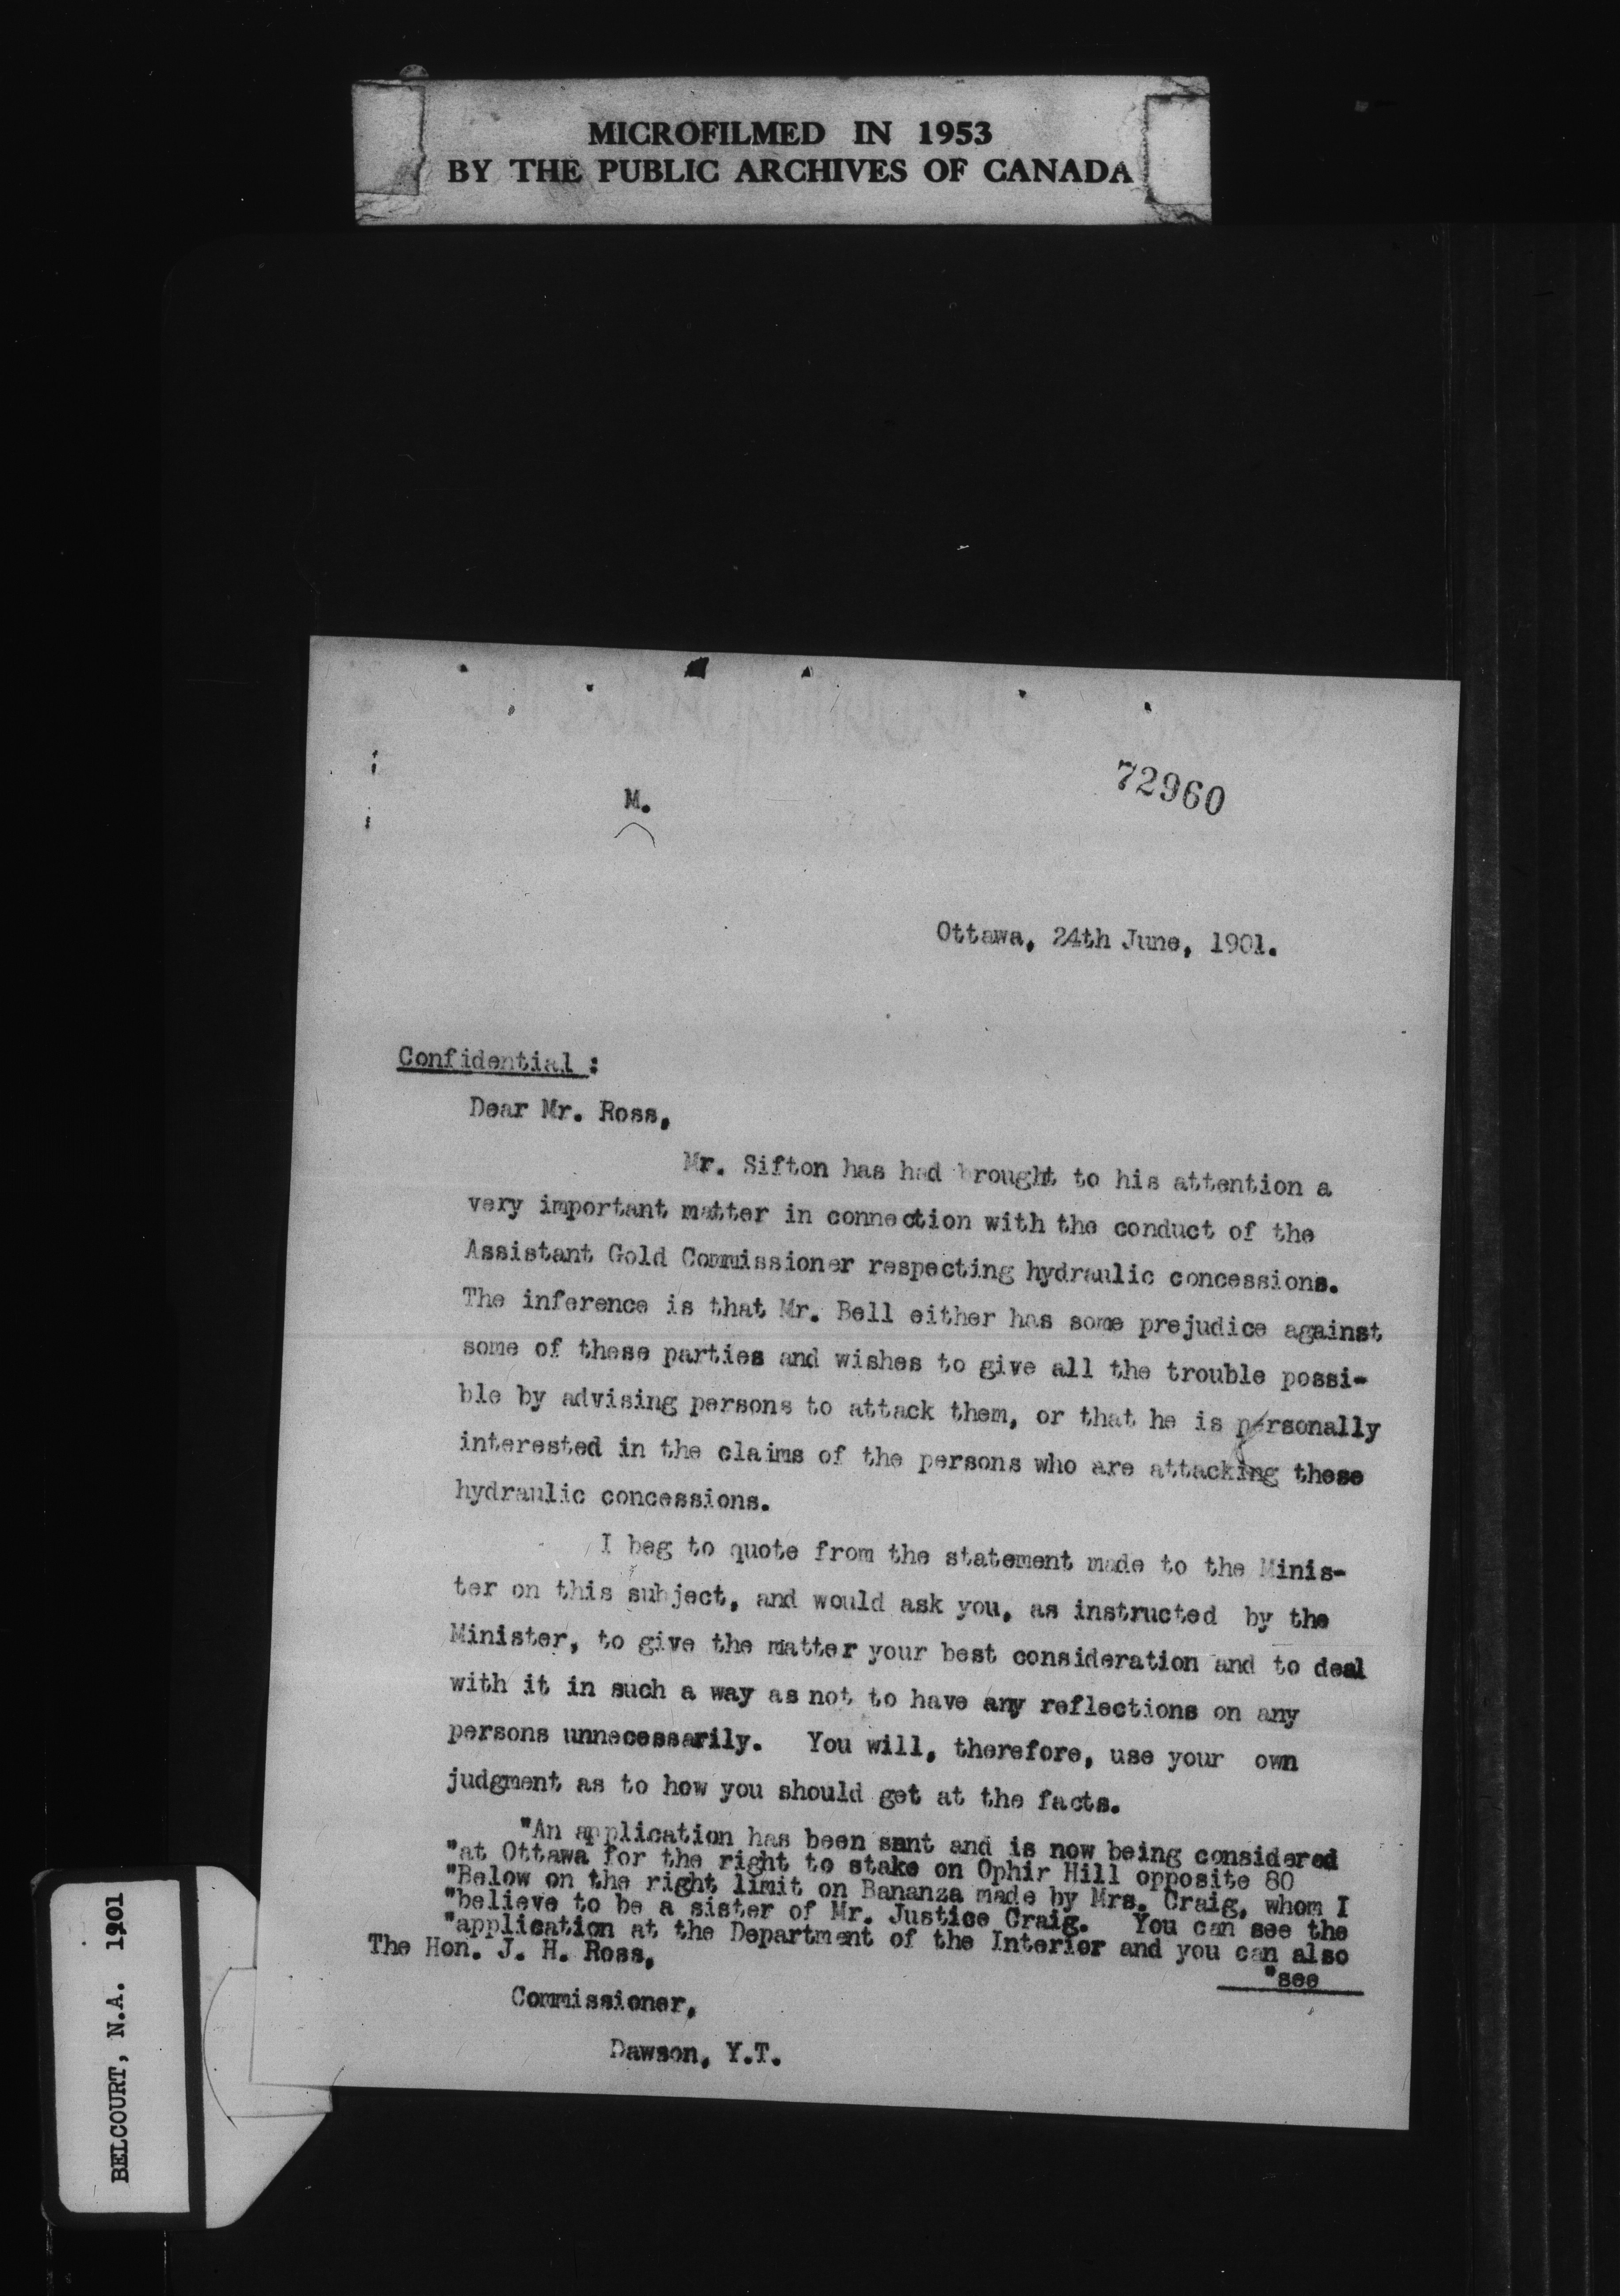 MICROFILMED IN 1953
BY THE PUBLIC ARCHIVES OF CANADA
72960
M.
Ottawa, 24th June, 1901.
Confidential :
Dear Mr. Ross,
Mr. Sifton has had brought to his attention a
very important matter in connection with the conduct of the
Assistant Gold Commissioner respecting hydraulic concessions.
The inference is that Mr. Bell either has some prejudice against
some of these parties and wishes to give all the trouble possi-
ble by advising persons to attack them, or that he is personally
interested in the claims of the persons who are attacking these
hydraulic concessions.
I beg to quote from the statement made to the Minis-
ter on this subject, and would ask you, as instructed by the
Minister, to give the matter your best consideration and to deal
with it in such a way as not to have any reflections on any
persons unnecessarily. You will, therefore, use your own
judgment as to how you should get at the facts.
"An application has been sent and is now being considered
"at Ottawa for the right to stake on Ophir Hill opposite 80
"Below on the right limit on Bananza made by Mrs. Craig, whom I
"believe to be a sister of Mr. Justice Craig. You can see the
"application at the Department of the Interior and you can also
"see
The Hon. J. H. Ross,
Commissioner,
Dawson, Y.T.
BELCOURT, N.A. 1901